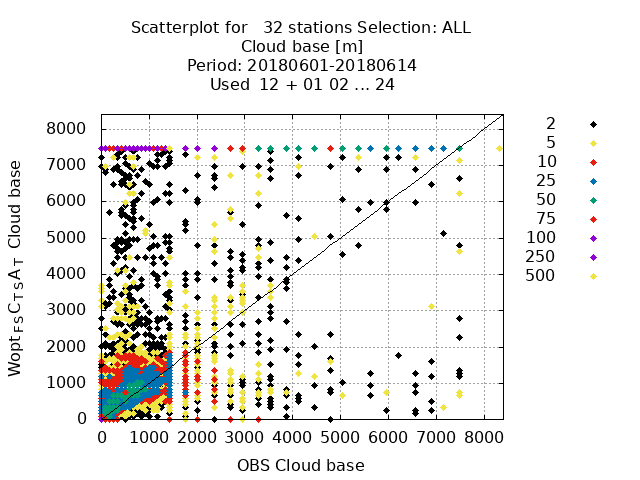 Scatterplot for 32 stations Selection: ALL
Cloud base [m]
Period: 20180601-20180614
Used 12 + 01 02 ... 24
Wopt FS C TS A T Cloud base
8000
7000
6000
5000
4000
3000
2000
1000
0
0 1000 2000 3000 4000 5000 6000 7000 8000
OBS Cloud base
2
5
10
25
50
75
100
250
500